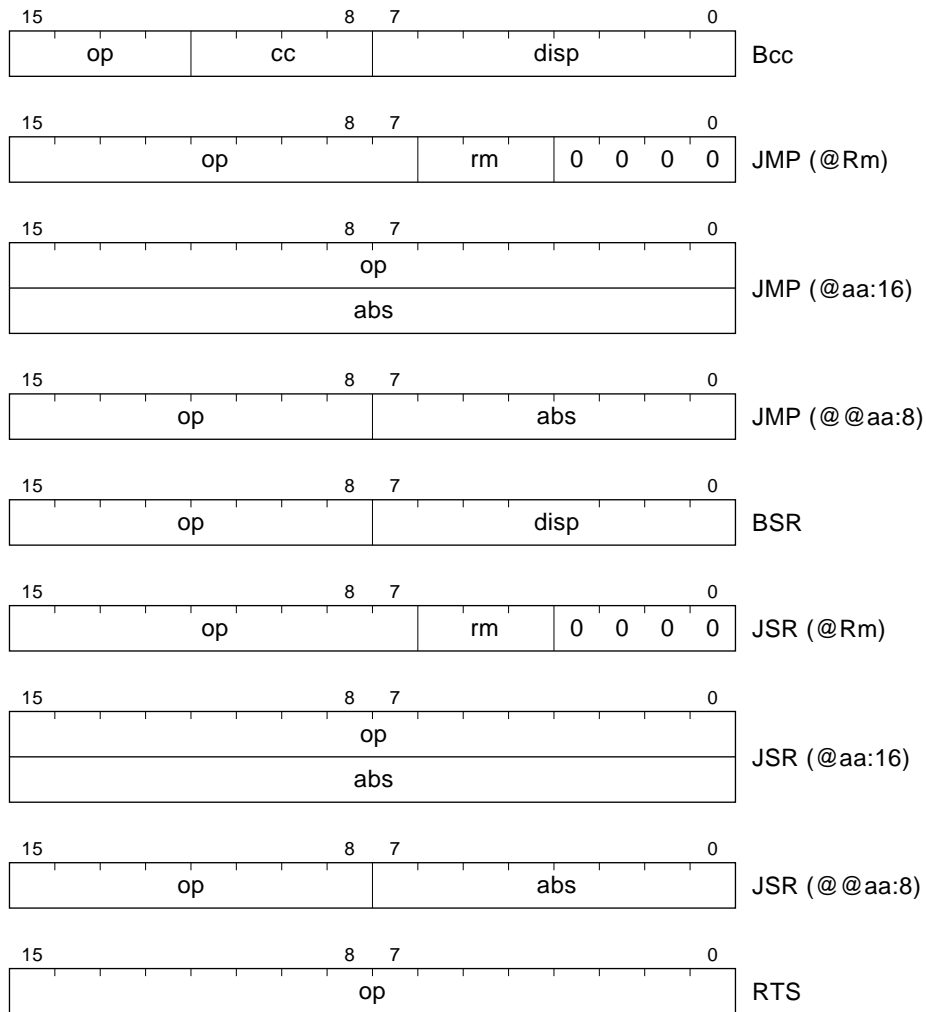 15 8 7 0
op cc disp Bcc
15 8 7 0
op rm 0 0 0 0 JMP (@Rm)
15 8 7 0
op
abs
JMP (@aa:16)
15 8 7 0
op abs JMP (@@aa:8)
15 8 7 0
op disp BSR
15 8 7 0
op rm 0 0 0 0 JSR (@Rm)
15 8 7 0
op
abs
JSR (@aa:16)
15 8 7 0
op abs JSR (@@aa:8)
15 8 7 0
op RTS